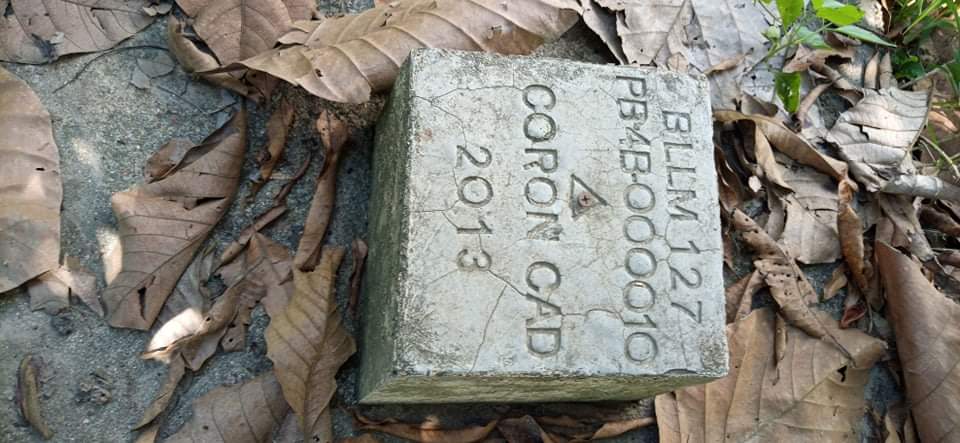 BLLM 127
PB4B-000010
CORON CAD
2013